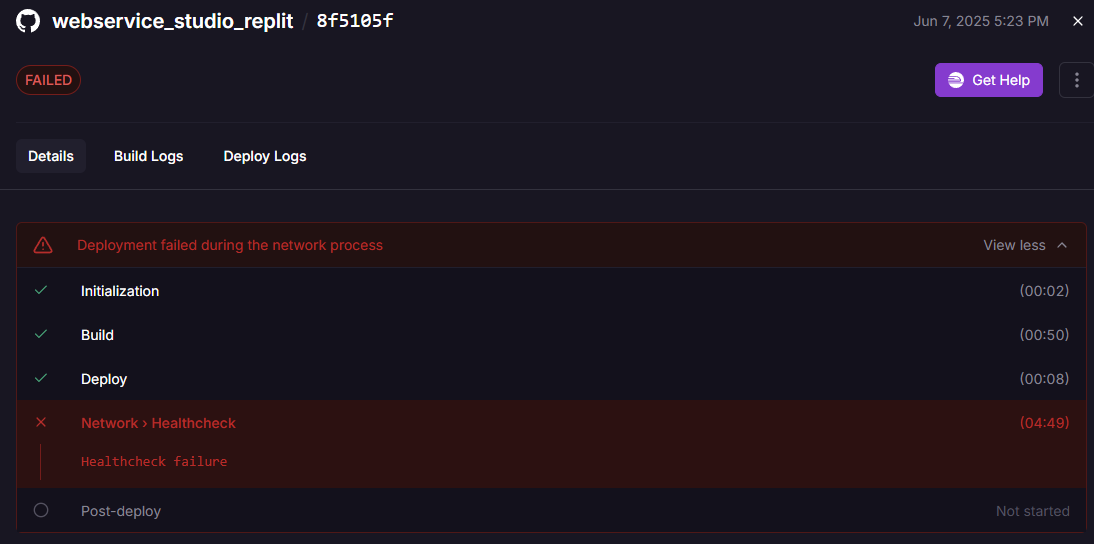 webservice_studio_replit / 8f5105f Jun 7, 2025 5:23 PM
FAILED Get Help
Details Build Logs Deploy Logs
Deployment failed during the network process View less
Initialization (00:02)
Build (00:50)
Deploy (00:08)
Network › Healthcheck (04:49)
Healthcheck failure
Post-deploy Not started